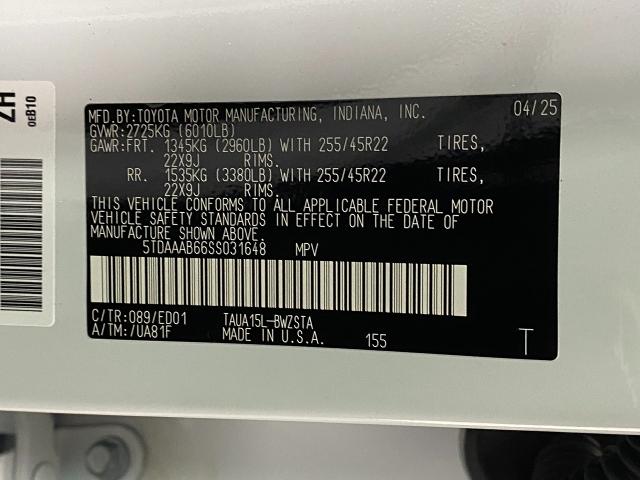 ZH
0EB10
MFD.BY:TOYOTA MOTOR MANUFACTURING, INDIANA, INC. 04/25
GVWR:2725KG (6010LB)
GAWR:FRT. 1345KG (2960LB) WITH 255/45R22 TIRES,
22X9J RIMS.
RR. 1535KG (3380LB) WITH 255/45R22 TIRES,
22X9J RIMS.
THIS VEHICLE CONFORMS TO ALL APPLICABLE FEDERAL MOTOR
VEHICLE SAFETY STANDARDS IN EFFECT ON THE DATE OF
MANUFACTURE SHOWN ABOVE.
5TDAAAB66SS031648 MPV
C/TR:089/ED01 TAUA15L-BWZSTA
A/TM:/UA81F MADE IN U.S.A. 155
T